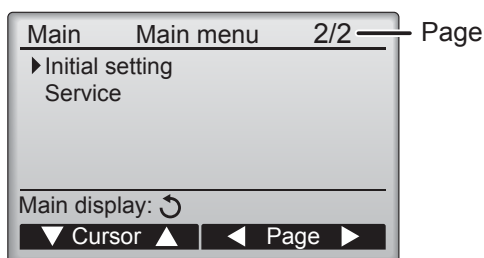 Main Main menu 2/2 Page
Initial setting
Service
Main display:
Cursor Page